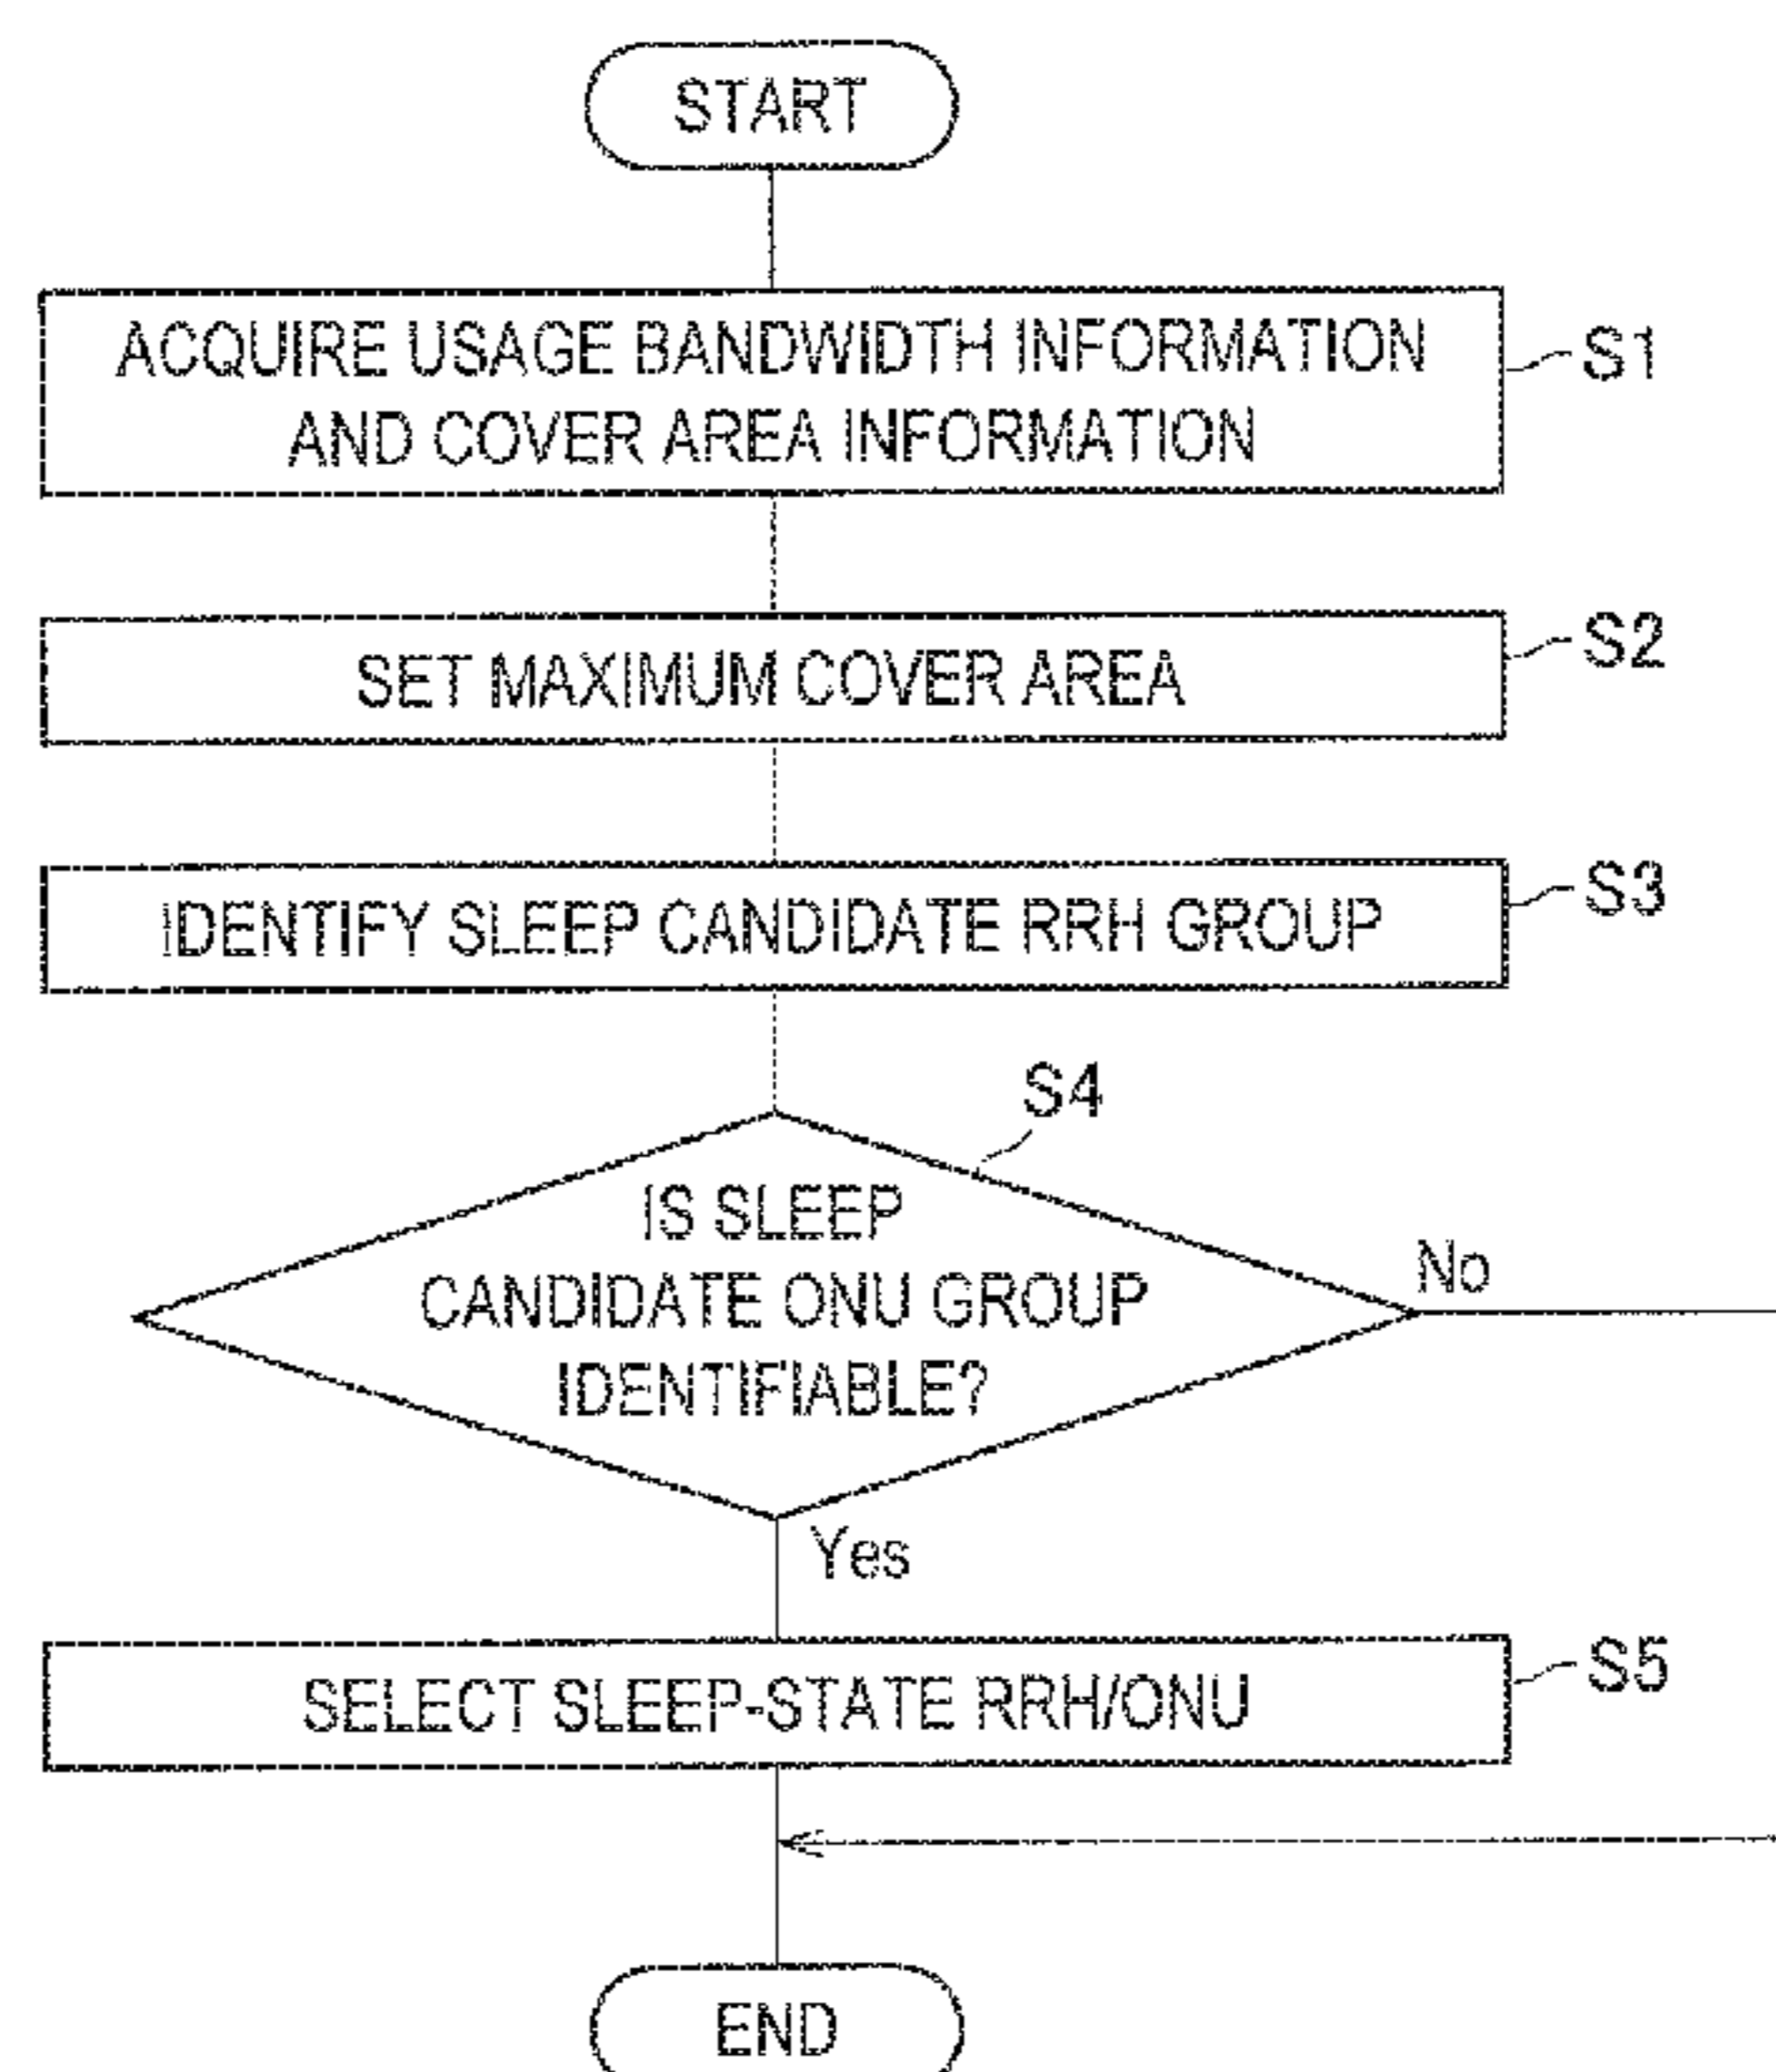 START
ACQUIRE USAGE BANDWIDTH INFORMATION
AND COVER AREA INFORMATION
S1
SET MAXIMUM COVER AREA
S2
IDENTIFY SLEEP CANDIDATE RRH GROUP
S3
S4
IS SLEEP
CANDIDATE ONU GROUP
IDENTIFIABLE?
No
Yes
SELECT SLEEP-STATE RRH/ONU
S5
END